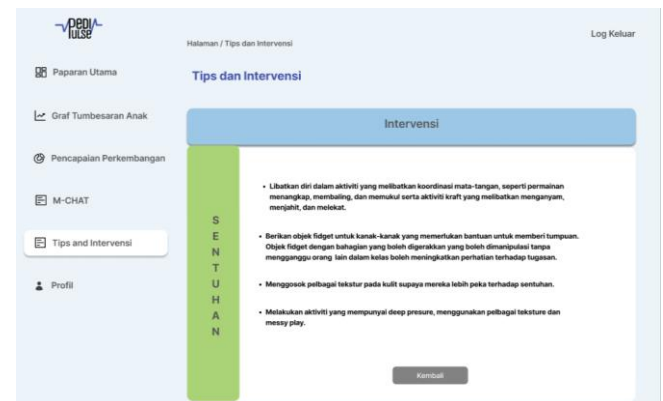 PEDI
ULSE
Halaman / Tips dan Intervensi
Log Keluar
Paparan Utama
Tips dan Intervensi
Graf Tumbesaran Anak
Intervensi
Pencapaian Perkembangan
M-CHAT
Tips and Intervensi
Profil
SENTUHAN
• Libatkan diri dalam aktiviti yang melibatkan koordinasi mata-tangan, seperti permainan
menangkap, membaling, dan memukul serta aktiviti kraft yang melibatkan menganyam,
menjahit, dan melekat.
• Berikan objek fidget untuk kanak-kanak yang memerlukan bantuan untuk memberi tumpuan.
Objek fidget dengan bahagian yang boleh digerakkan yang boleh dimanipulasi tanpa
mengganggu orang lain dalam kelas boleh meningkatkan perhatian terhadap tugasan.
• Menggosok pelbagai tekstur pada kulit supaya mereka lebih peka terhadap sentuhan.
• Melakukan aktiviti yang mempunyai deep presure, menggunakan pelbagai teksture dan
messy play.
Kembali